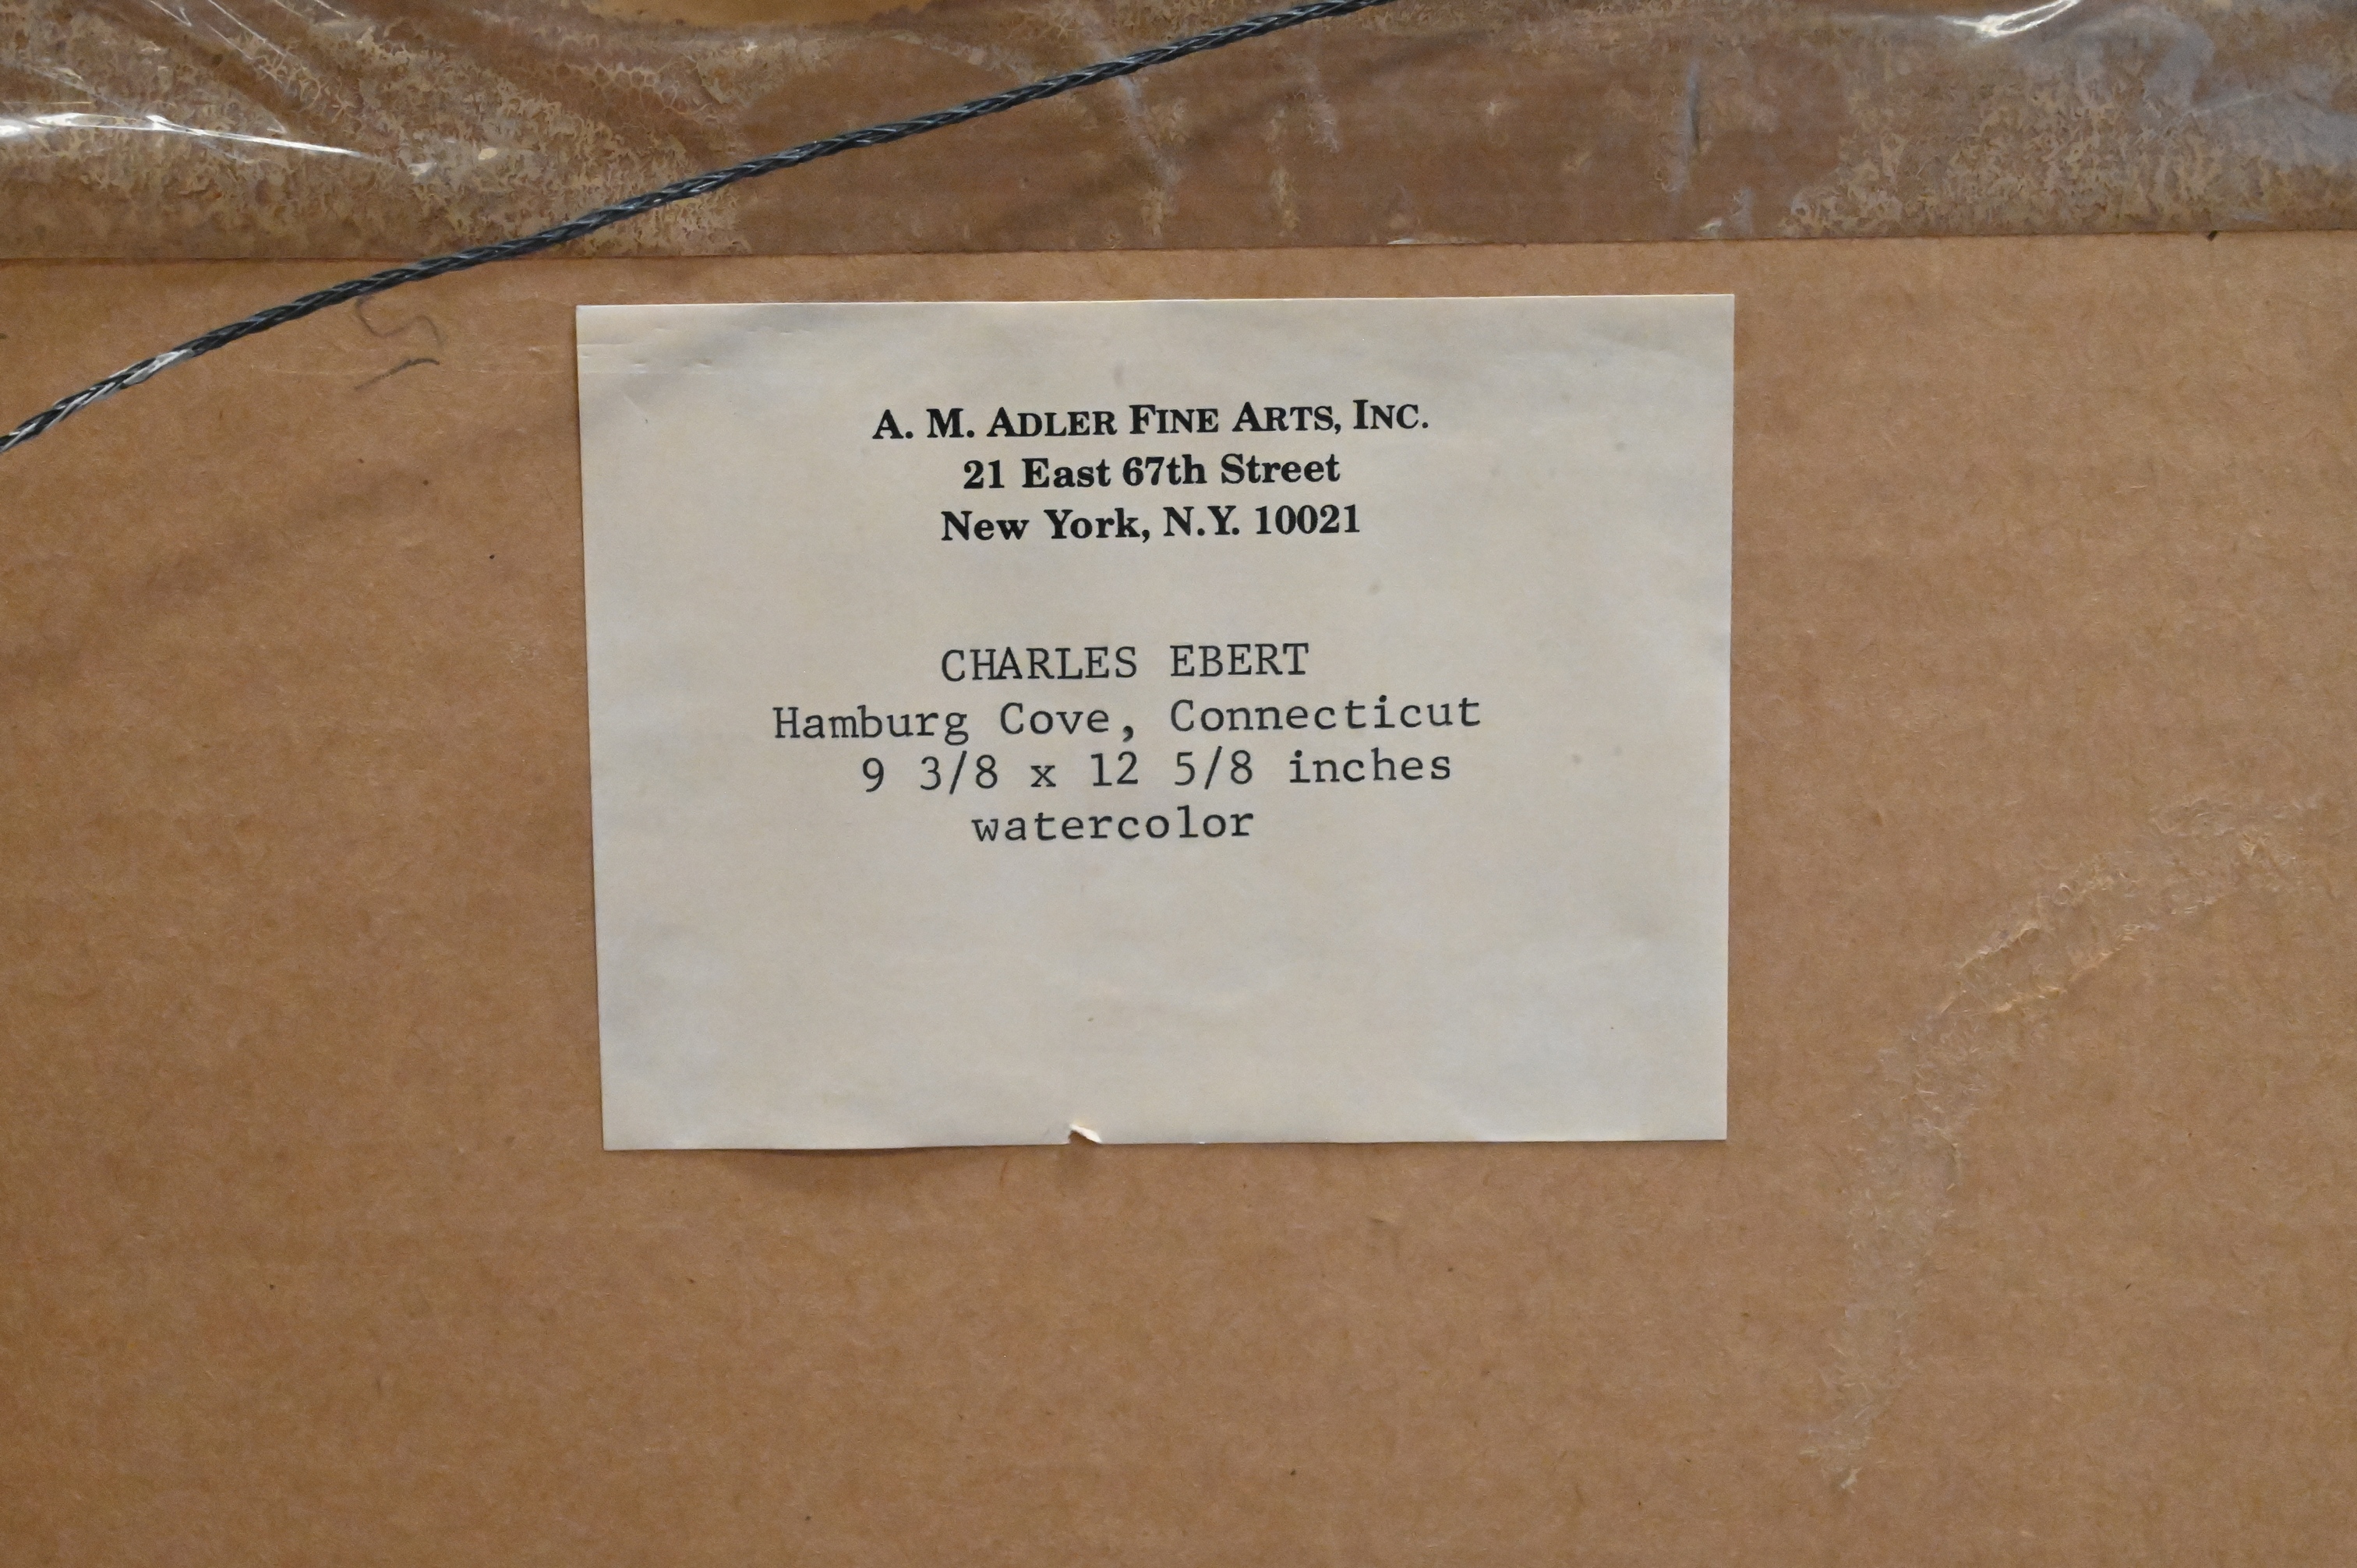 A. M. ADLER FINE ARTS, INC.
21 East 67th Street
New York, N.Y. 10021
CHARLES EBERT
Hamburg Cove, Connecticut
9 3/8 x 12 5/8 inches
watercolor